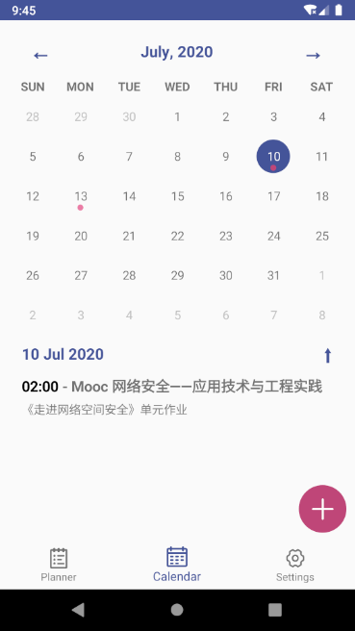 9:45
← July, 2020 →
SUN MON TUE WED THU FRI SAT
28 29 30 1 2 3 4
5 6 7 8 9 10 11
12 13 14 15 16 17 18
19 20 21 22 23 24 25
26 27 28 29 30 31 1
2 3 4 5 6 7 8
10 Jul 2020
02:00 - Mooc 网络安全——应用技术与工程实践
《走进网络空间安全》单元作业
Planner Calendar Settings